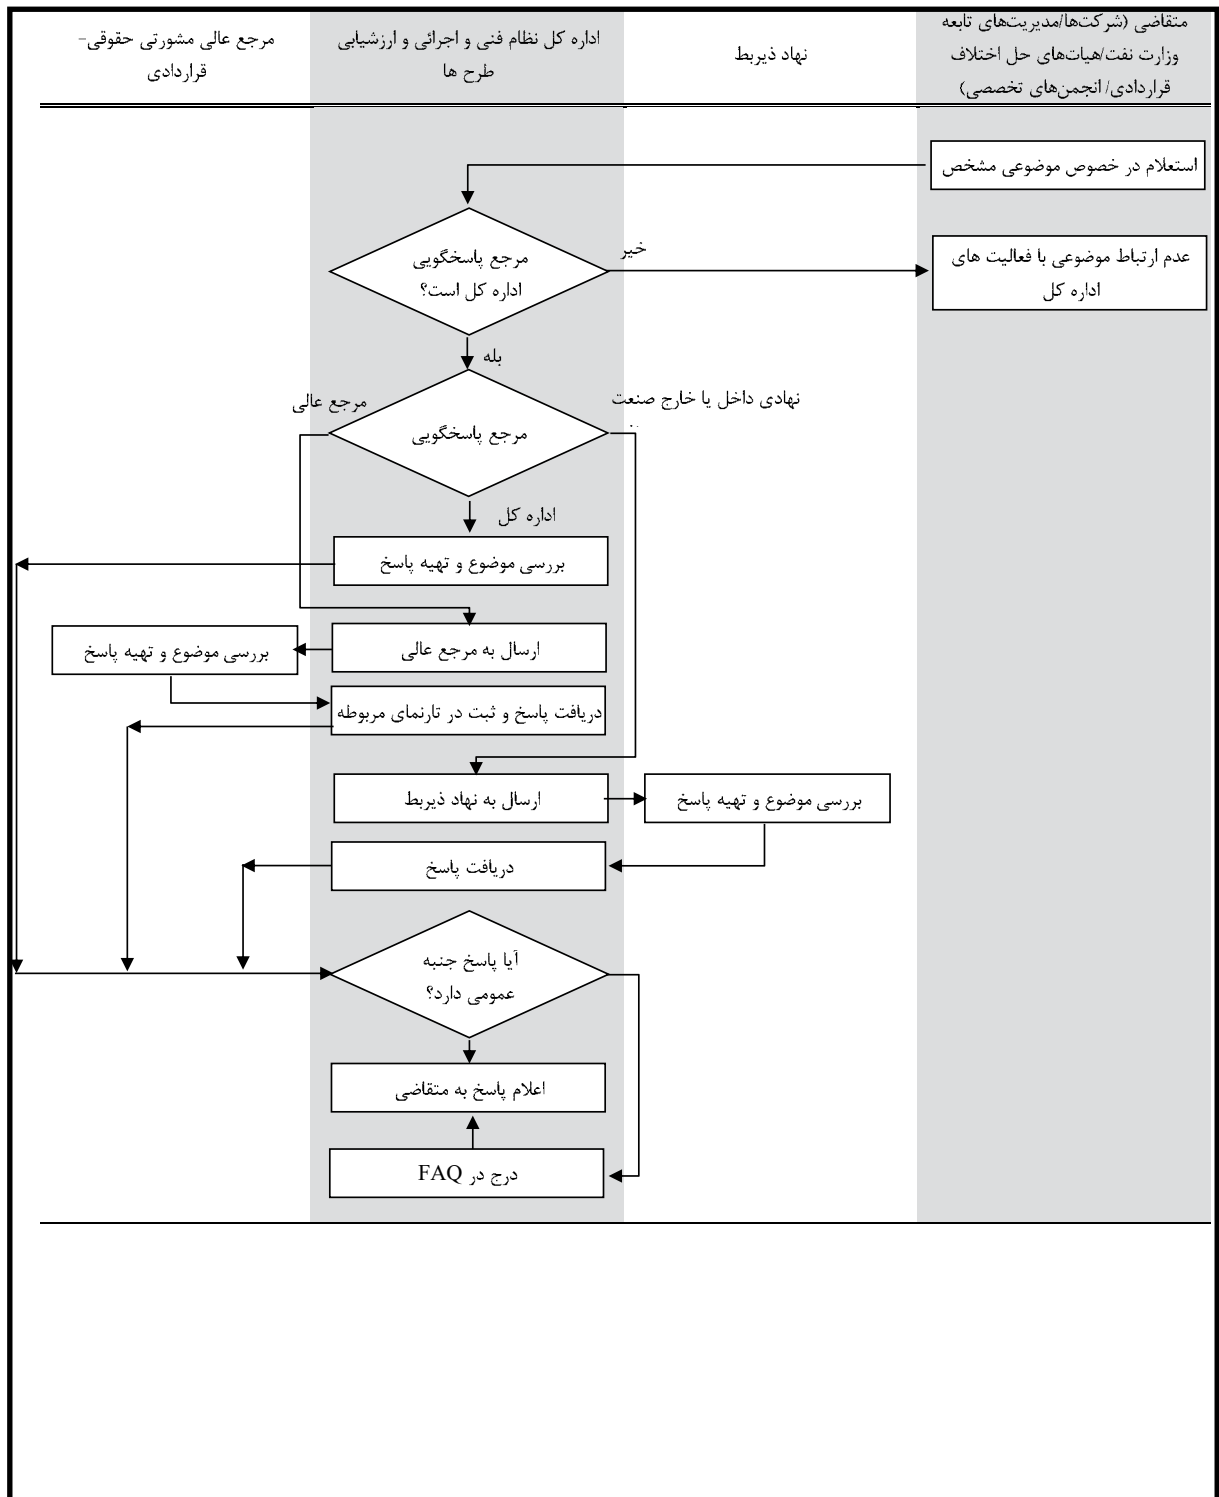 متقاضی (شرکت‌ها/مدیریت‌های تابعه
وزارت نفت/هیات‌های حل اختلاف
قراردادی/ انجمن‌های تخصصی)
نهاد ذیربط
اداره کل نظام فنی و اجرائی و ارزشیابی
طرح ها
مرجع عالی مشورتی حقوقی-
قراردادی
استعلام در خصوص موضوعی مشخص
مرجع پاسخگویی
اداره کل است؟
خیر
عدم ارتباط موضوعی با فعالیت های
اداره کل
بله
نهادی داخل یا خارج صنعت
مرجع عالی
مرجع پاسخگویی
اداره کل
بررسی موضوع و تهیه پاسخ
ارسال به مرجع عالی
بررسی موضوع و تهیه پاسخ
دریافت پاسخ و ثبت در تارنمای مربوطه
بررسی موضوع و تهیه پاسخ
ارسال به نهاد ذیربط
دریافت پاسخ
آیا پاسخ جنبه
عمومی دارد؟
اعلام پاسخ به متقاضی
درج در FAQ